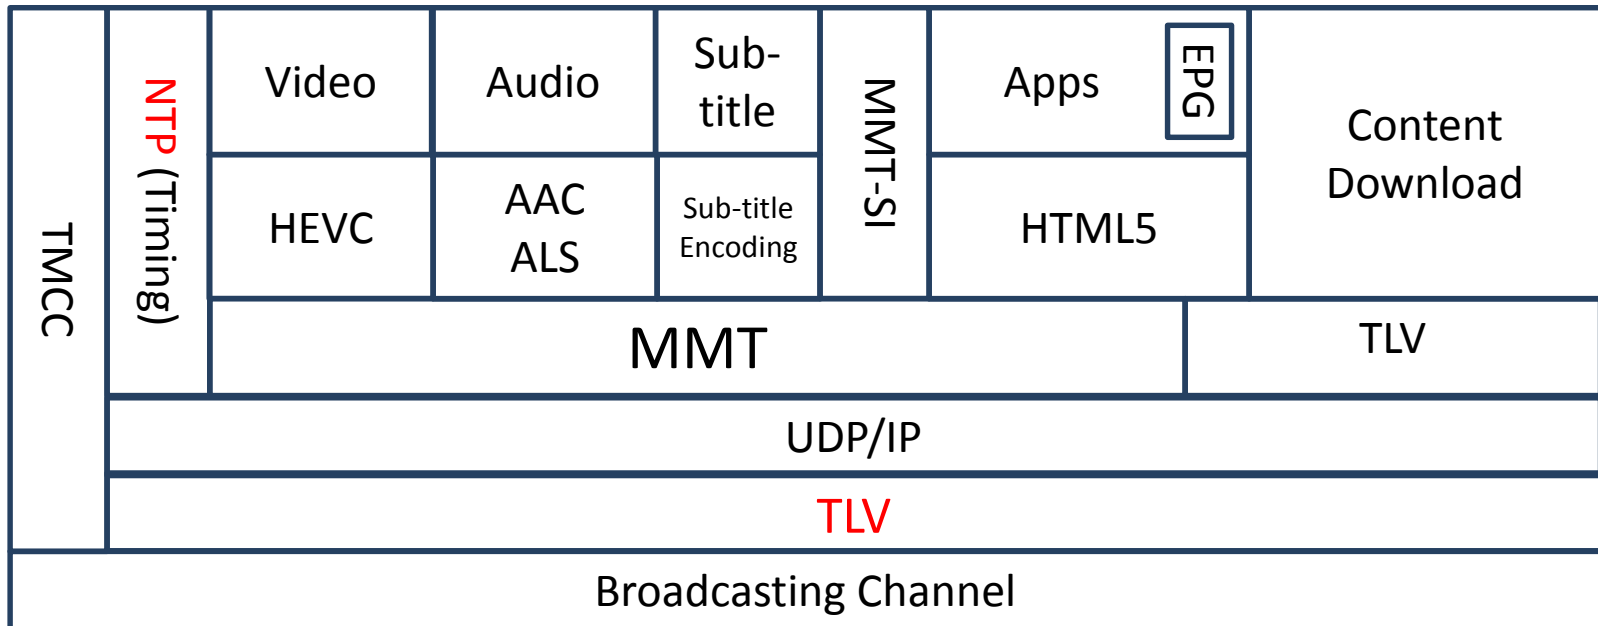 TMCC
NTP (Timing)
Video
Audio
Sub-
title
MMT-SI
Apps
EPG
Content
Download
HEVC
AAC
ALS
Sub-title
Encoding
HTML5
MMT
TLV
UDP/IP
TLV
Broadcasting Channel